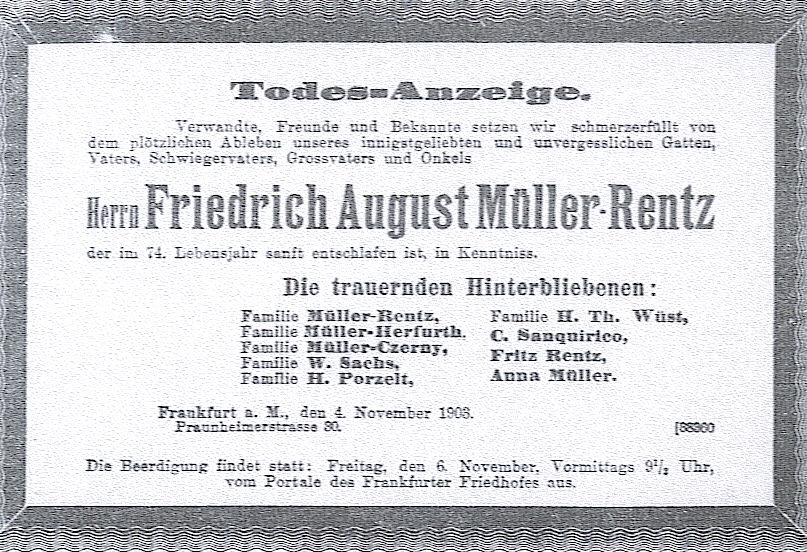 Todes-Anzeige.
Verwandte, Freunde und Bekannte setzen wir schmerzerfüllt von
dem plötzlichen Ableben unseres innigstgeliebten und unvergesslichen Gatten,
Vaters, Schwiegervaters, Grossvaters und Onkels
Herrn Friedrich August Müller-Rentz
der im 74. Lebensjahr sanft entschlafen ist, in Kenntniss.
Die trauernden Hinterbliebenen:
Familie Müller-Rentz,
Familie Müller-Herfurth,
Familie Müller-Czerny,
Familie W. Sachs,
Familie H. Porzelt,
Familie H. Th. Wüst,
C. Sanquirico,
Fritz Rentz,
Anna Müller.
Frankfurt a. M., den 4. November 1903.
Praunheimerstrasse 30.
[88960
Die Beerdigung findet statt: Freitag, den 6. November, Vormittags 9½ Uhr,
vom Portale des Frankfurter Friedhofes aus.